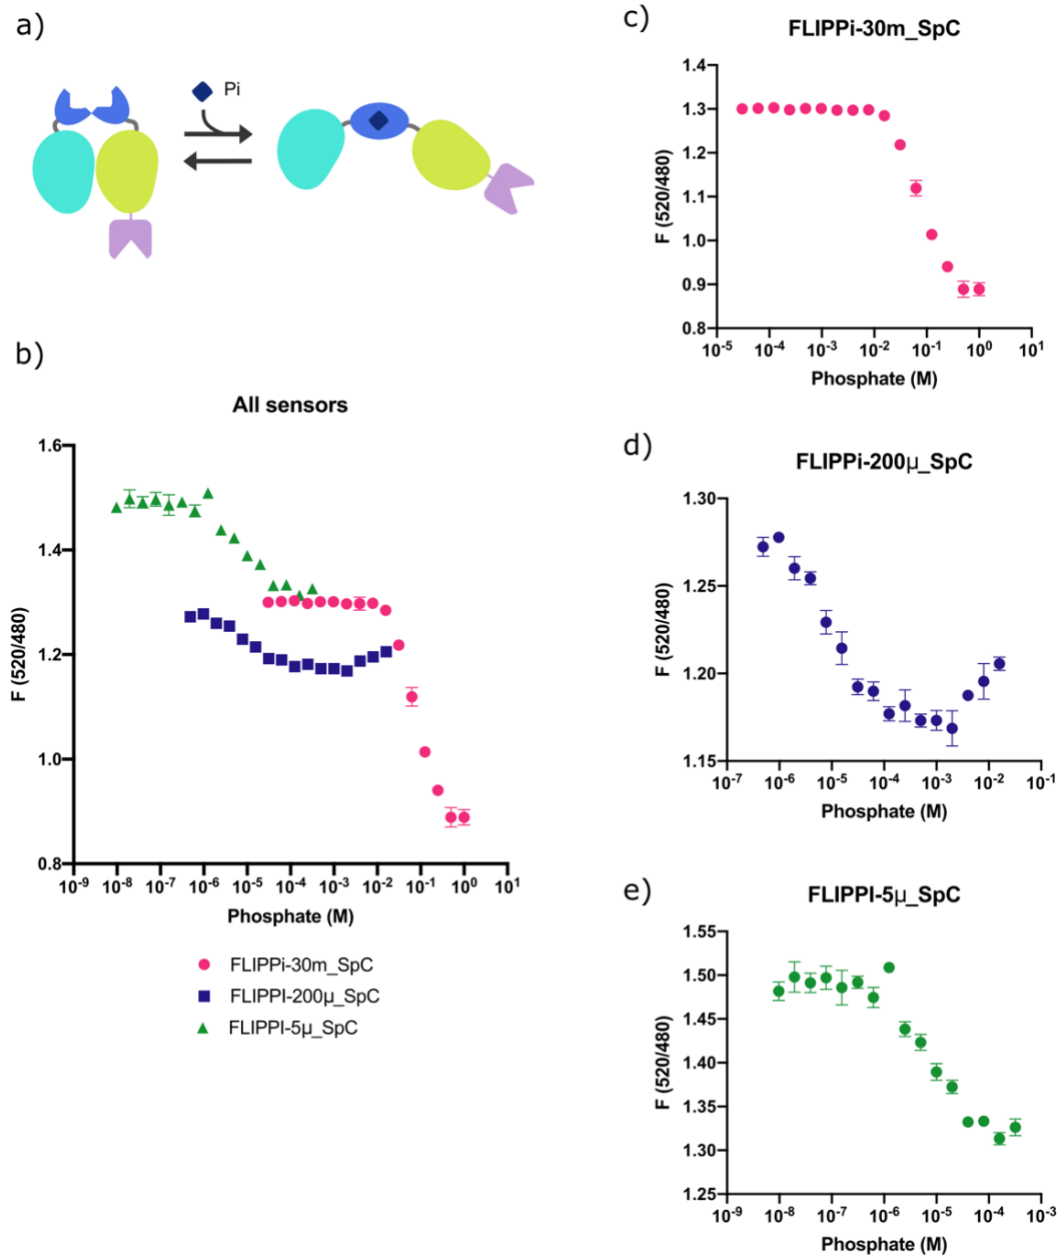 a)
Pi
b)
All sensors
1.6
1.4
1.2
1.0
0.8
F (520/480)
10-9 10-8 10-7 10-6 10-5 10-4 10-3 10-2 10-1 100 101
Phosphate (M)
FLIPPi-30m_SpC
FLIPPI-200µ_SpC
FLIPPI-5µ_SpC
c)
FLIPPi-30m_SpC
1.4
1.3
1.2
1.1
1.0
0.9
0.8
F (520/480)
10-5 10-4 10-3 10-2 10-1 100 101
Phosphate (M)
d)
FLIPPi-200µ_SpC
1.30
1.25
1.20
1.15
F (520/480)
10-7 10-6 10-5 10-4 10-3 10-2 10-1
Phosphate (M)
e)
FLIPPI-5µ_SpC
1.55
1.50
1.45
1.40
1.35
1.30
1.25
F (520/480)
10-9 10-8 10-7 10-6 10-5 10-4 10-3
Phosphate (M)